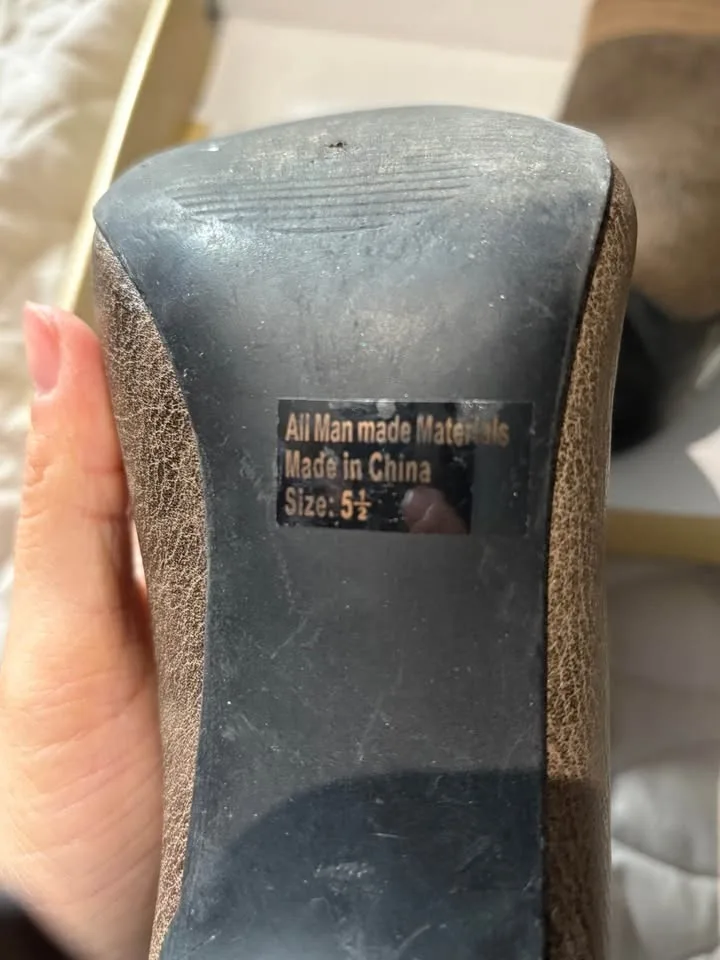 All Man made Materials
Made in China
Size: 5½